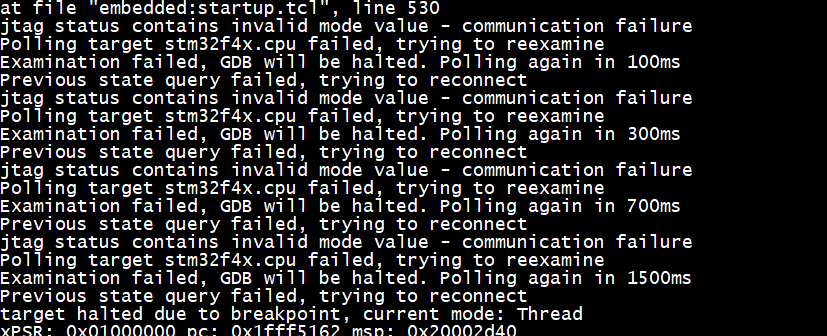 at file "embedded:startup.tcl", line 530
jtag status contains invalid mode value - communication failure
Polling target stm32f4x.cpu failed, trying to reexamine
Examination failed, GDB will be halted. Polling again in 100ms
Previous state query failed, trying to reconnect
jtag status contains invalid mode value - communication failure
Polling target stm32f4x.cpu failed, trying to reexamine
Examination failed, GDB will be halted. Polling again in 300ms
Previous state query failed, trying to reconnect
jtag status contains invalid mode value - communication failure
Polling target stm32f4x.cpu failed, trying to reexamine
Examination failed, GDB will be halted. Polling again in 700ms
Previous state query failed, trying to reconnect
jtag status contains invalid mode value - communication failure
Polling target stm32f4x.cpu failed, trying to reexamine
Examination failed, GDB will be halted. Polling again in 1500ms
Previous state query failed, trying to reconnect
target halted due to breakpoint, current mode: Thread
xPSR: 0x01000000 pc: 0x1fff5162 msp: 0x20002d40